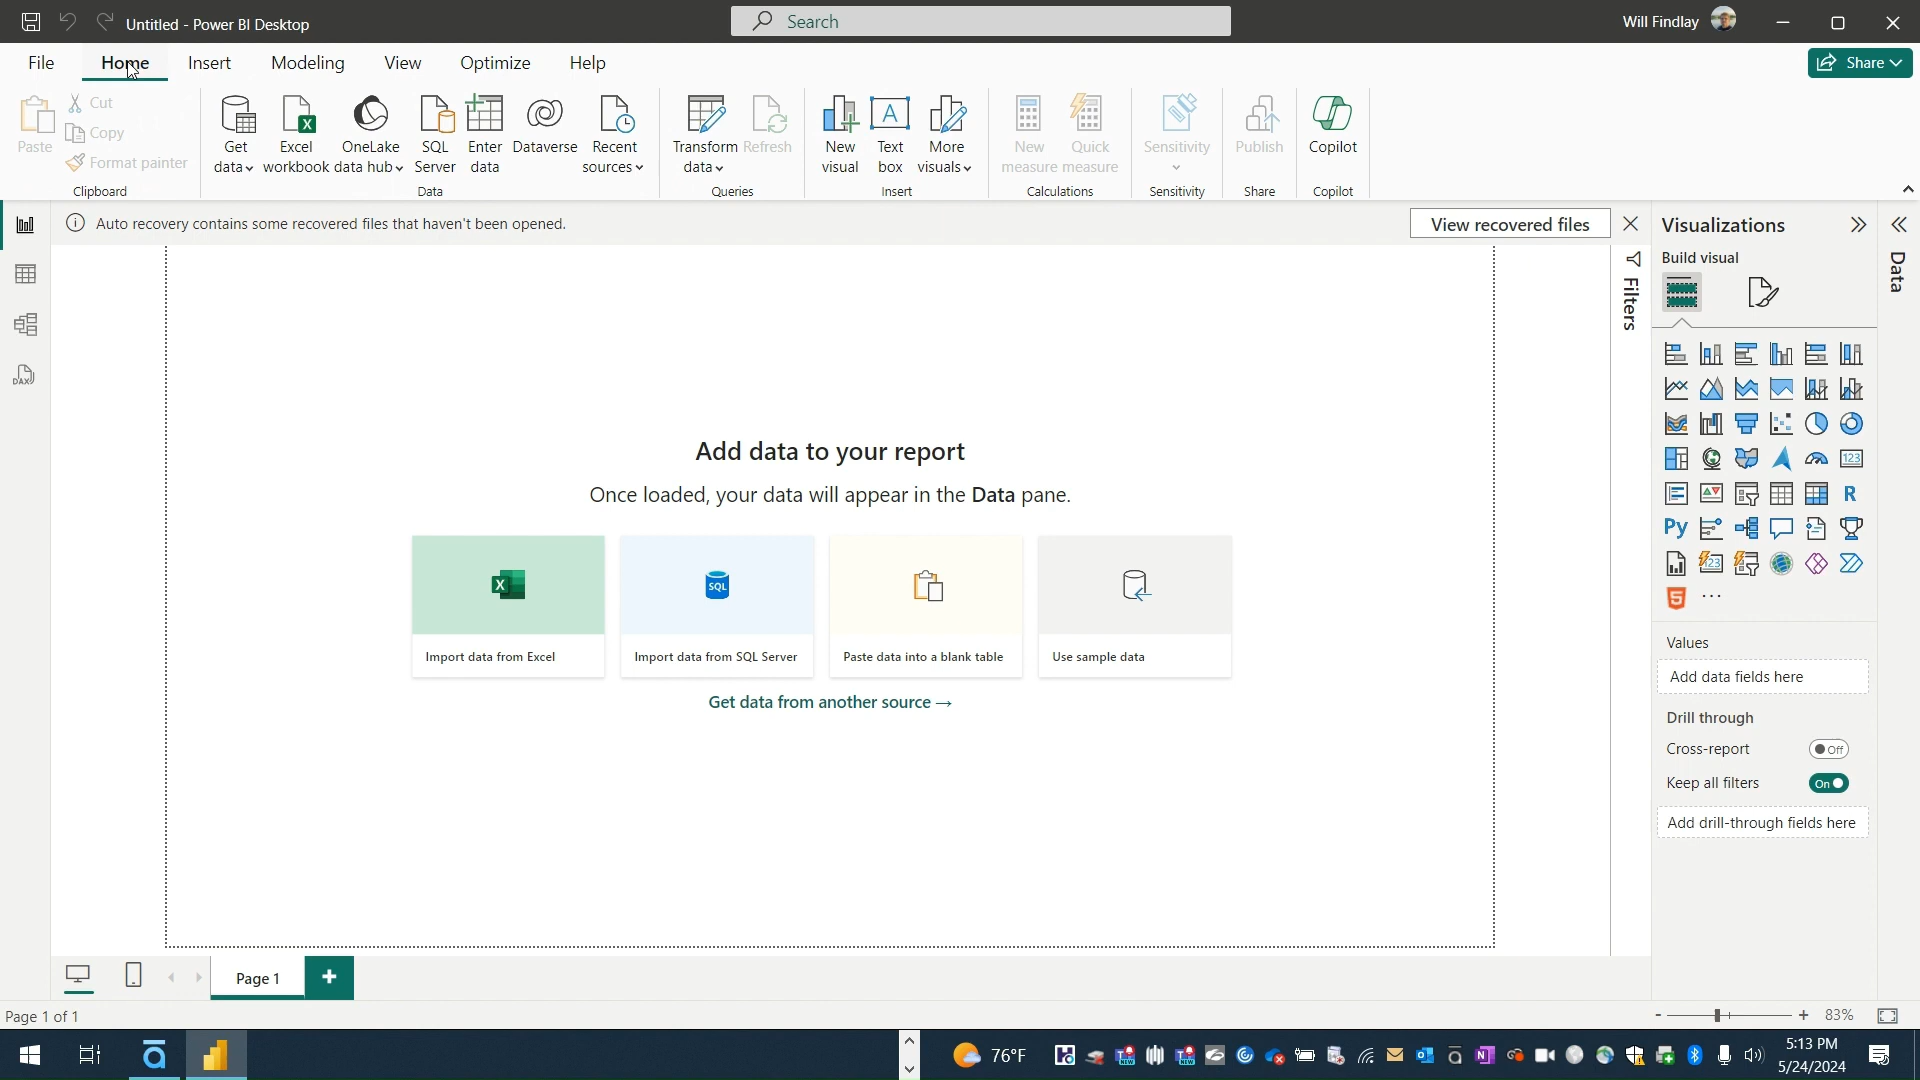 Untitled - Power BI Desktop
Search
Will Findlay
File Home Insert Modeling View Optimize Help
Share
Paste
Cut
Copy
Format painter
Clipboard
Get data
Excel workbook
OneLake data hub
SQL Server
Enter data
Dataverse
Recent sources
Data
Transform data
Refresh
Queries
New visual
A
Text box
More visuals
Insert
New measure
Quick measure
Calculations
Sensitivity
Sensitivity
Publish
Share
Copilot
Copilot
Auto recovery contains some recovered files that haven't been opened.
View recovered files
DAX
Add data to your report
Once loaded, your data will appear in the Data pane.
X
SQL
Import data from Excel
Import data from SQL Server
Paste data into a blank table
Use sample data
Get data from another source →
Filters
Visualizations
Build visual
123
R
Py
123
5
...
Values
Add data fields here
Drill through
Cross-report
Off
Keep all filters
On
Add drill-through fields here
Data
Page 1
+
Page 1 of 1
- + 83%
76°F
5:13 PM
5/24/2024